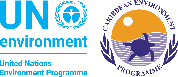 UN
environment
United Nations
Environment Programme
CARIBBEAN ENVIRONMENT
PROGRAMME